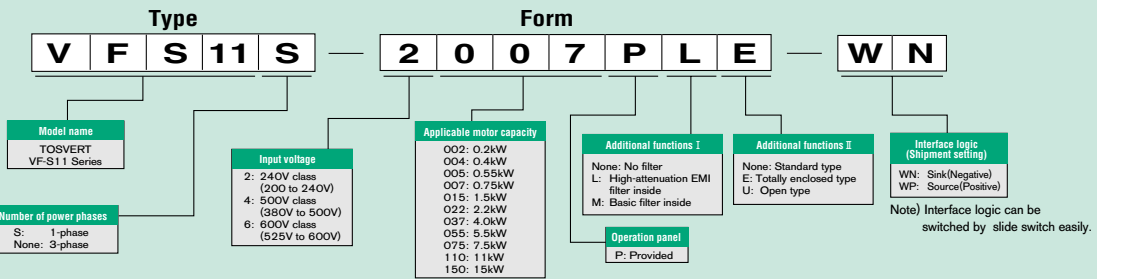 Type
Form
V F S 11 S — 2 0 0 7 P L E — W N
Model name
TOSVERT
VF-S11 Series
Number of power phases
S: 1-phase
None: 3-phase
Input voltage
2: 240V class
(200 to 240V)
4: 500V class
(380V to 500V)
6: 600V class
(525V to 600V)
Applicable motor capacity
002: 0.2kW
004: 0.4kW
005: 0.55kW
007: 0.75kW
015: 1.5kW
022: 2.2kW
037: 4.0kW
055: 5.5kW
075: 7.5kW
110: 11kW
150: 15kW
Operation panel
P: Provided
Additional functions I
None: No filter
L: High-attenuation EMI
filter inside
M: Basic filter inside
Additional functions II
None: Standard type
E: Totally enclosed type
U: Open type
Interface logic
(Shipment setting)
WN: Sink(Negative)
WP: Source(Positive)
Note) Interface logic can be
switched by slide switch easily.